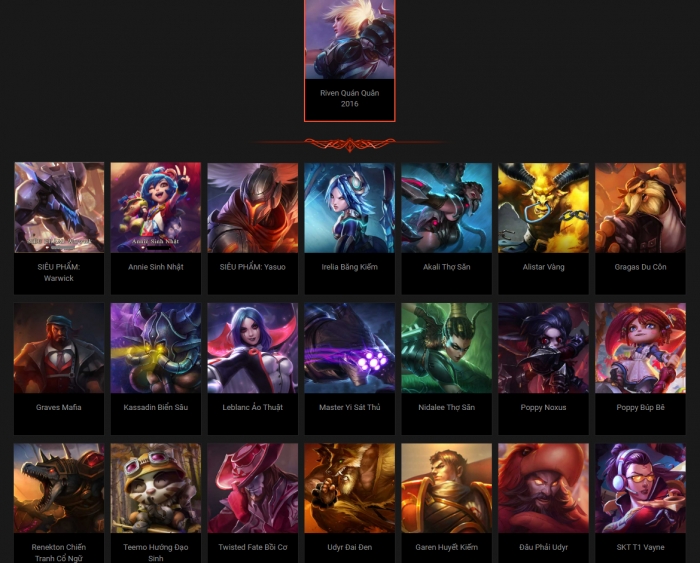 Riven Quán Quân
2016
Annie Sinh Nhật
SIÊU PHẨM:
Warwick
Annie Sinh Nhật
SIÊU PHẨM: Yasuo
Irelia Băng Kiếm
Akali Thợ Săn
Alistar Vàng
Gragas Du Côn
Graves Mafia
Kassadin Biển Sâu
Leblanc Ảo Thuật
Master Yi Sát Thủ
Nidalee Thợ Săn
Poppy Noxus
Poppy Búp Bê
Renekton Chiến
Tranh Cổ Ngữ
Teemo Hướng Đạo
Sinh
Twisted Fate Bồi Cơ
Udyr Đai Đen
Garen Huyết Kiếm
Đâu Phải Udyr
SKT T1 Vayne